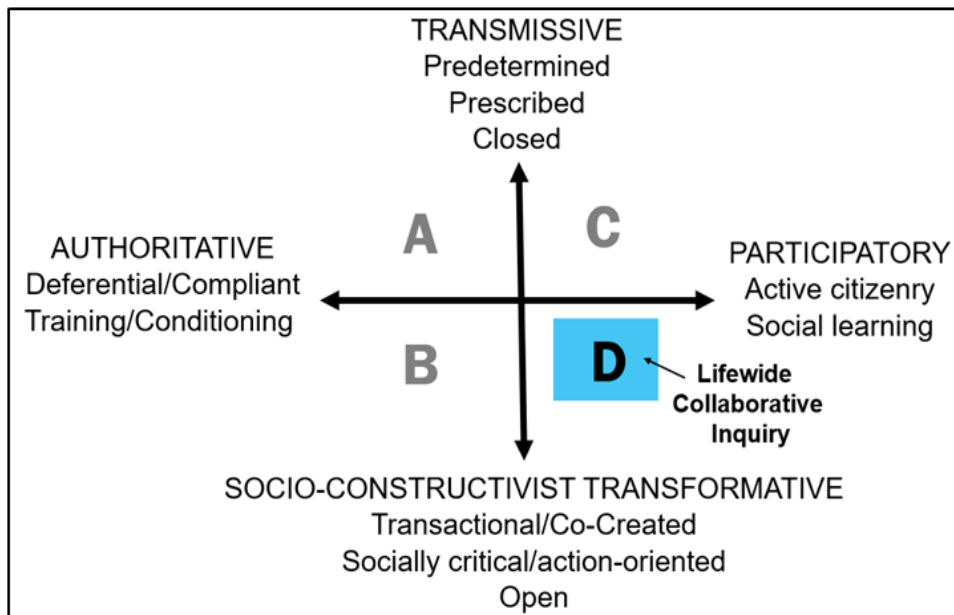 TRANSMISSIVE
Predetermined
Prescribed
Closed
A
C
AUTHORITATIVE
Deferential/Compliant
Training/Conditioning
PARTICIPATORY
Active citizenry
Social learning
B
D
Lifewide
Collaborative
Inquiry
SOCIO-CONSTRUCTIVIST TRANSFORMATIVE
Transactional/Co-Created
Socially critical/action-oriented
Open